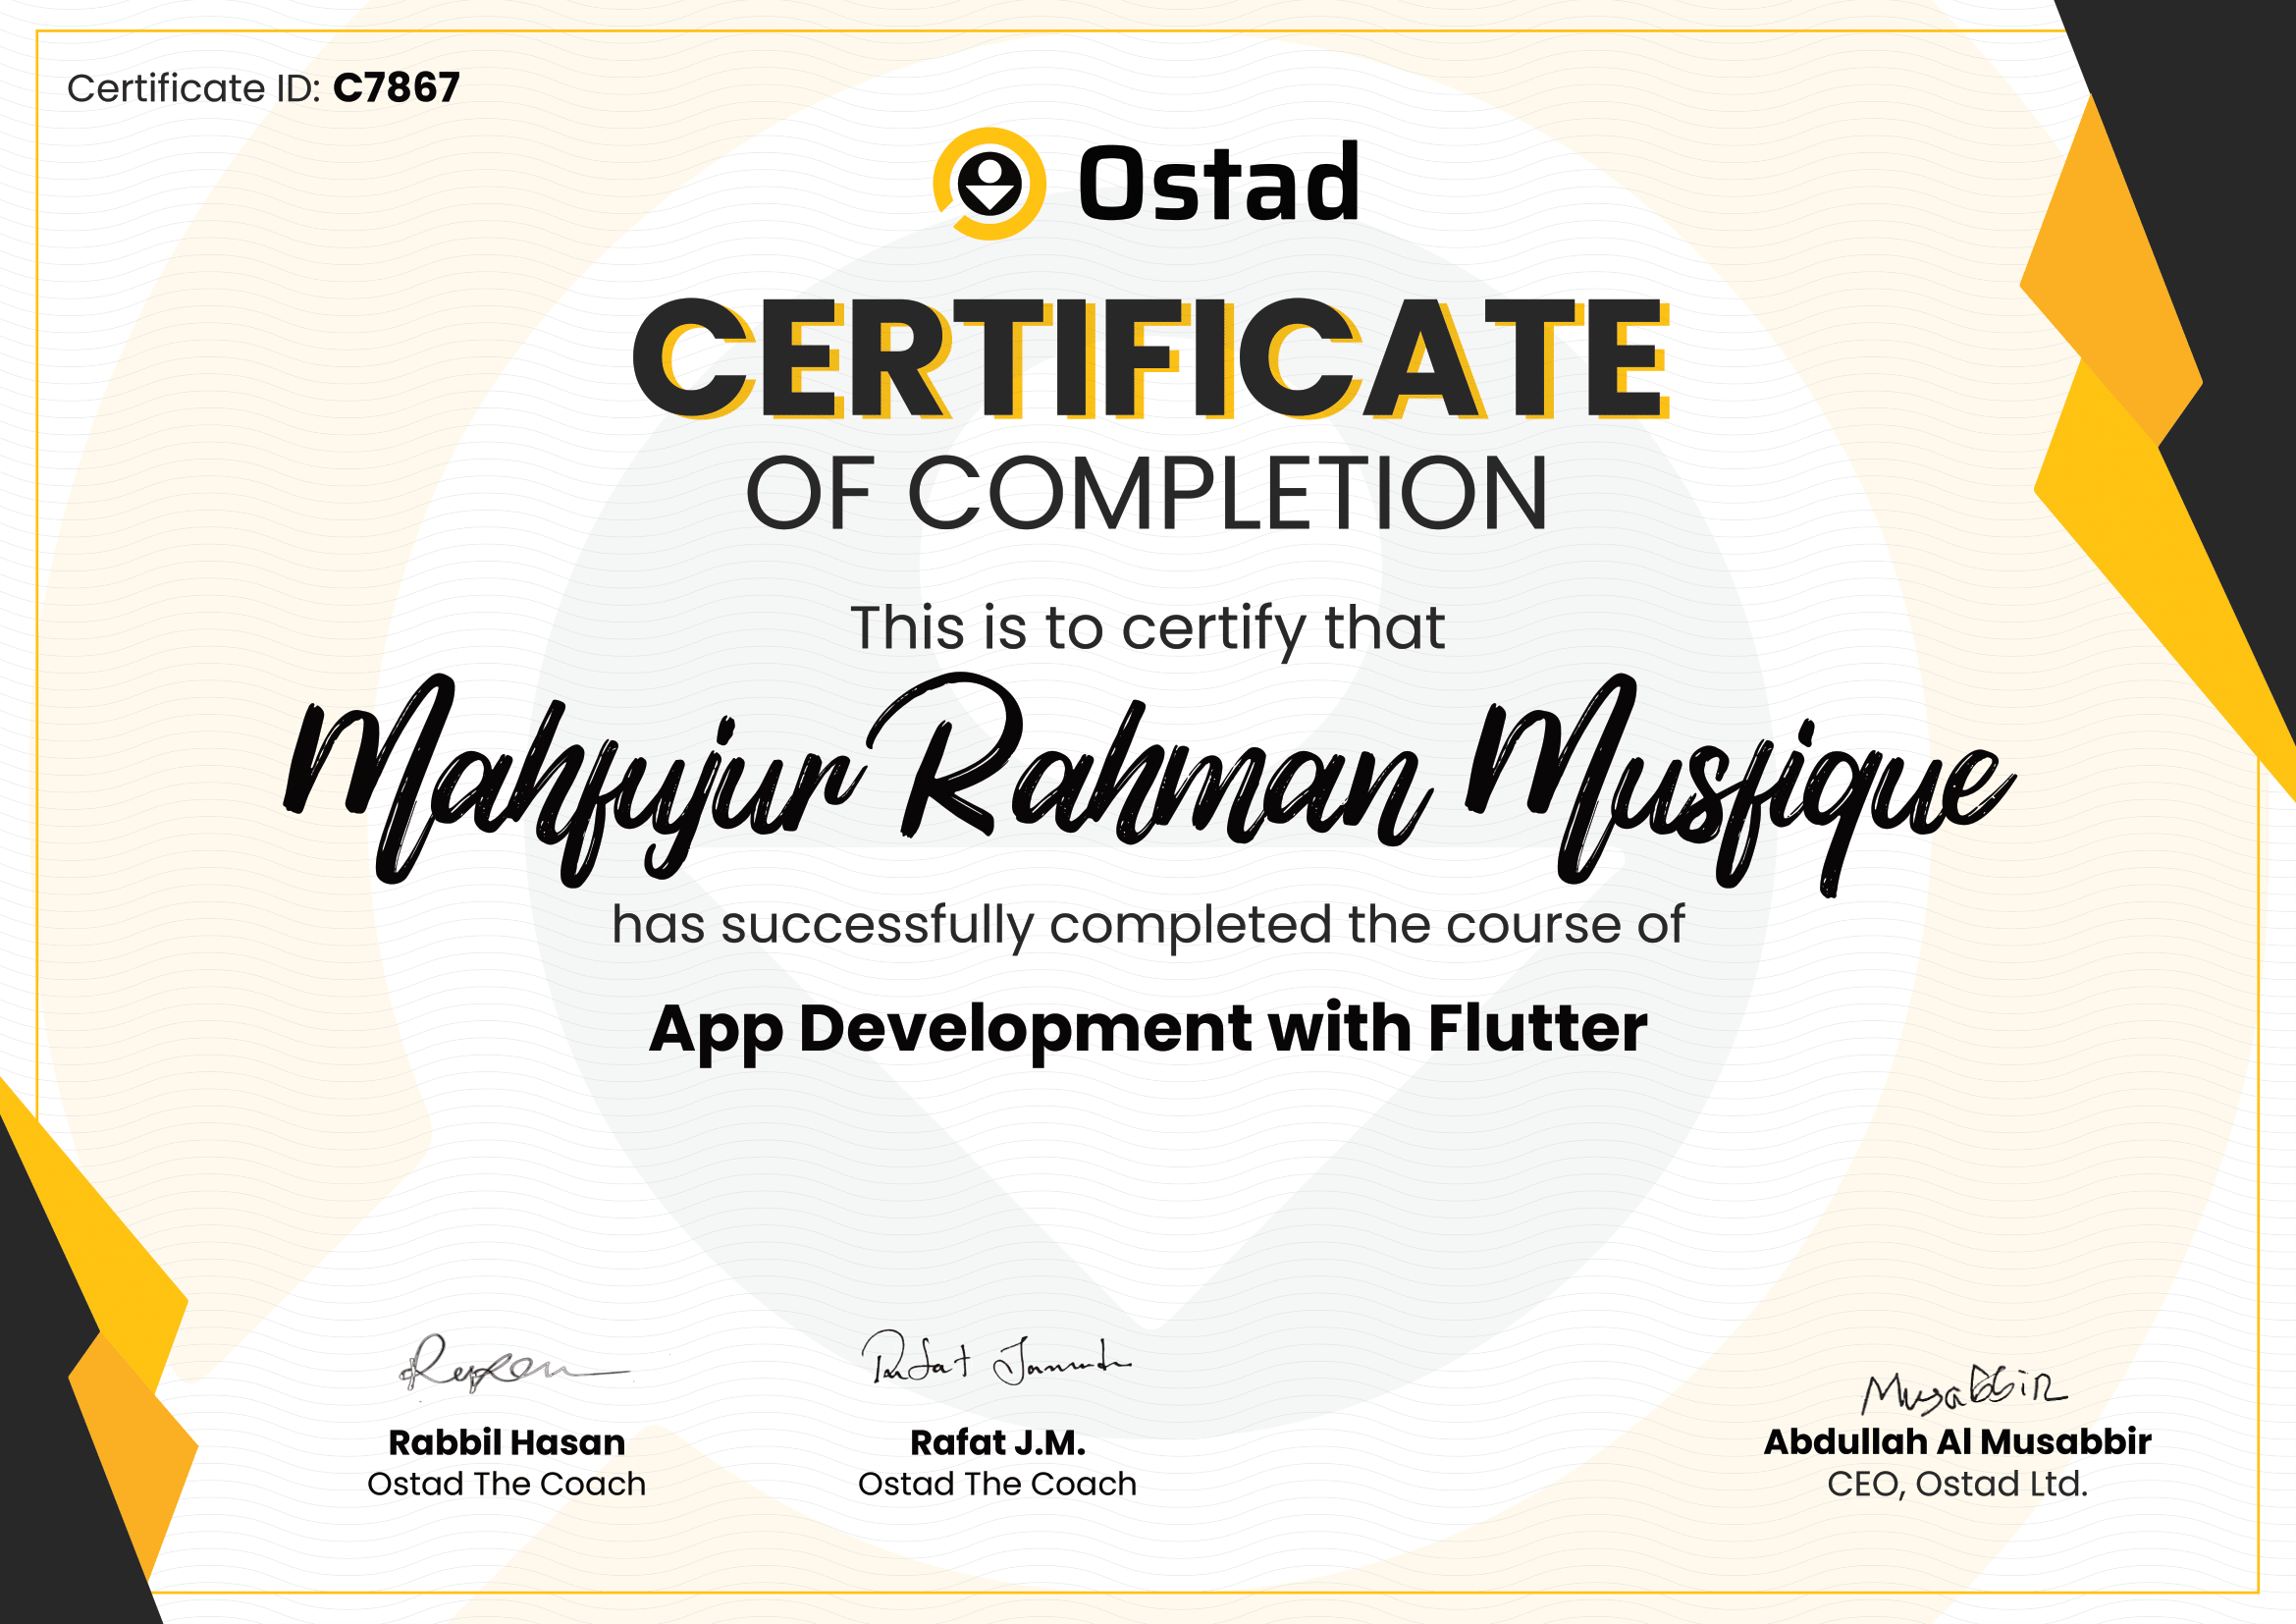 Certificate ID: C7867
Ostad
CERTIFICATE
OF COMPLETION
This is to certify that
Mahfujur Rahman Musfique
has successfully completed the course of
App Development with Flutter
Rafat Musabbir
Rabbil Hasan Rafat J.M. Abdullah Al Musabbir
Ostad The Coach Ostad The Coach CEO, Ostad Ltd.